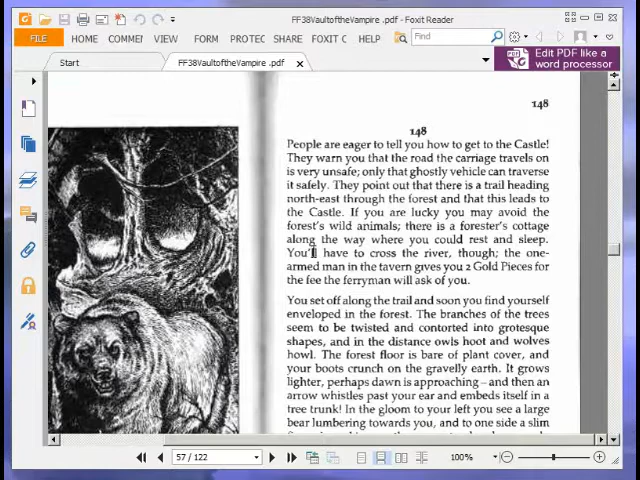 FF38VaultoftheVampire .pdf - Foxit Reader
FILE HOME COMMEI VIEW FORM PROTEC SHARE FOXIT C HELP Find
Start FF38VaultoftheVampire .pdf
Edit PDF like a
word processor
148
148
People are eager to tell you how to get to the Castle!
They warn you that the road the carriage travels on
is very unsafe; only that ghostly vehicle can traverse
it safely. They point out that there is a trail heading
north-east through the forest and that this leads to
the Castle. If you are lucky you may avoid the
forest's wild animals; there is a forester's cottage
along the way where you could rest and sleep.
You'll have to cross the river, though; the one-
armed man in the tavern gives you 2 Gold Pieces for
the fee the ferryman will ask of you.
You set off along the trail and soon you find yourself
enveloped in the forest. The branches of the trees
seem to be twisted and contorted into grotesque
shapes, and in the distance owls hoot and wolves
howl. The forest floor is bare of plant cover, and
your boots crunch on the gravelly earth. It grows
lighter, perhaps dawn is approaching – and then an
arrow whistles past your ear and embeds itself in a
tree trunk! In the gloom to your left you see a large
bear lumbering towards you, and to one side a slim
57 / 122
100%